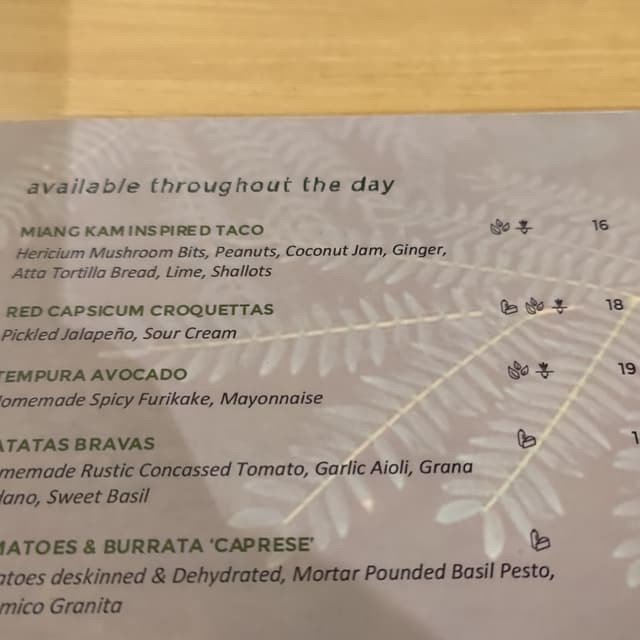 available throughout the day
MIANG KAM INSPIRED TACO 16
Hericium Mushroom Bits, Peanuts, Coconut Jam, Ginger,
Atta Tortilla Bread, Lime, Shallots
RED CAPSICUM CROQUETTAS 18
Pickled Jalapeño, Sour Cream
TEMPURA AVOCADO 19
omemade Spicy Furikake, Mayonnaise
ATATAS BRAVAS 1
memade Rustic Concassed Tomato, Garlic Aioli, Grana
dano, Sweet Basil
MATOES & BURRATA ‘CAPRESE’
atoes deskinned & Dehydrated, Mortar Pounded Basil Pesto,
mico Granita